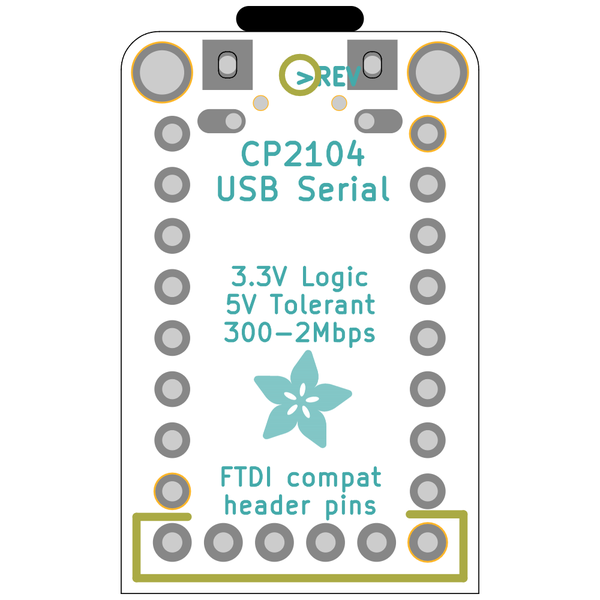 >REV
CP2104
USB Serial
3.3V Logic
5V Tolerant
300-2Mbps
FTDI compat
header pins